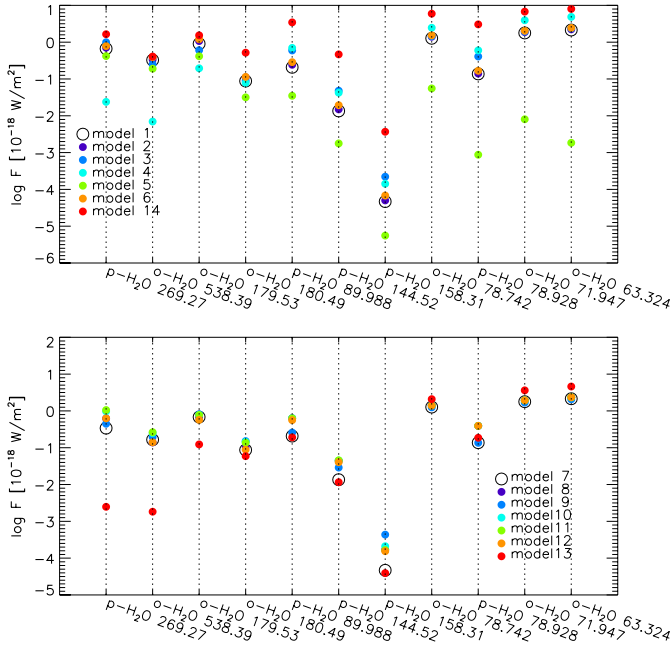 1
0
−1
−2
−3
−4
−5
−6
log F [10⁻¹⁸ W/m²]
model 1
model 2
model 3
model 4
model 5
model 6
model 14
p−H₂O 269.27
o−H₂O 538.39
o−H₂O 179.53
o−H₂O 180.49
p−H₂O 89.988
p−H₂O 144.52
p−H₂O 158.31
o−H₂O 78.742
p−H₂O 78.928
o−H₂O 71.947
o−H₂O 63.324
2
1
0
−1
−2
−3
−4
−5
log F [10⁻¹⁸ W/m²]
model 7
model 8
model 9
model 10
model11
model12
model13
p−H₂O 269.27
o−H₂O 538.39
o−H₂O 179.53
o−H₂O 180.49
p−H₂O 89.988
p−H₂O 144.52
p−H₂O 158.31
o−H₂O 78.742
p−H₂O 78.928
o−H₂O 71.947
o−H₂O 63.324